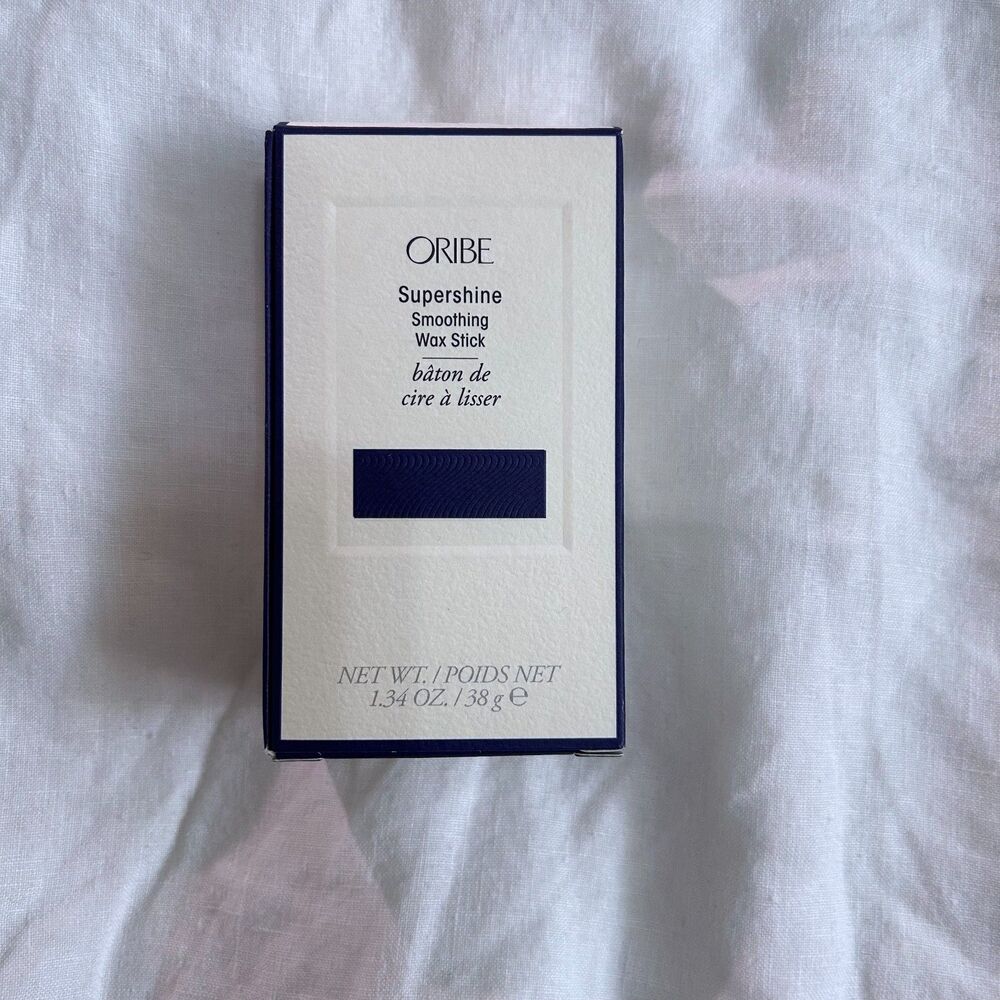 ORIBE
Supershine
Smoothing
Wax Stick
bâton de
cire à lisser
NET WT. / POIDS NET
1.34 OZ. / 38 g ℮